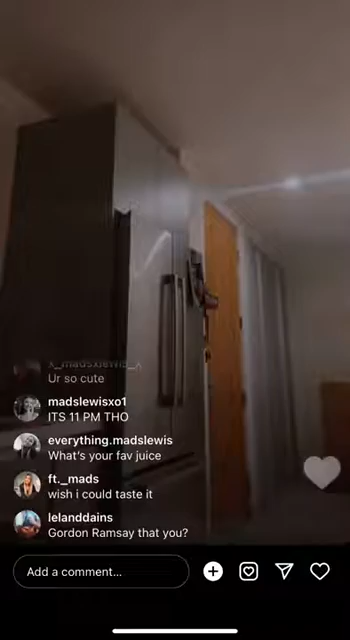 Ur so cute
madslewisxo1
ITS 11 PM THO
everything.madslewis
What's your fav juice
ft._mads
wish i could taste it
lelanddains
Gordon Ramsay that you?
Add a comment...